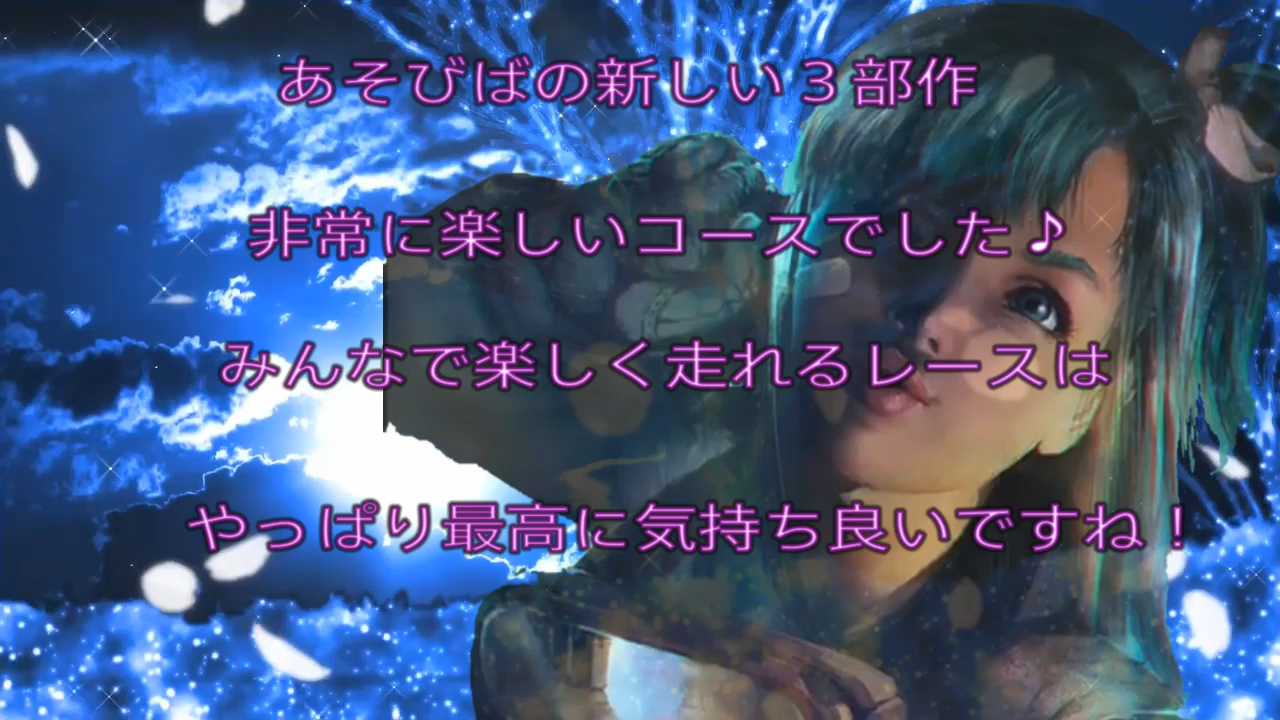 あそびばの新しい３部作
非常に楽しいコースでした♪
みんなで楽しく走れるレースは
やっぱり最高に気持ち良いですね！